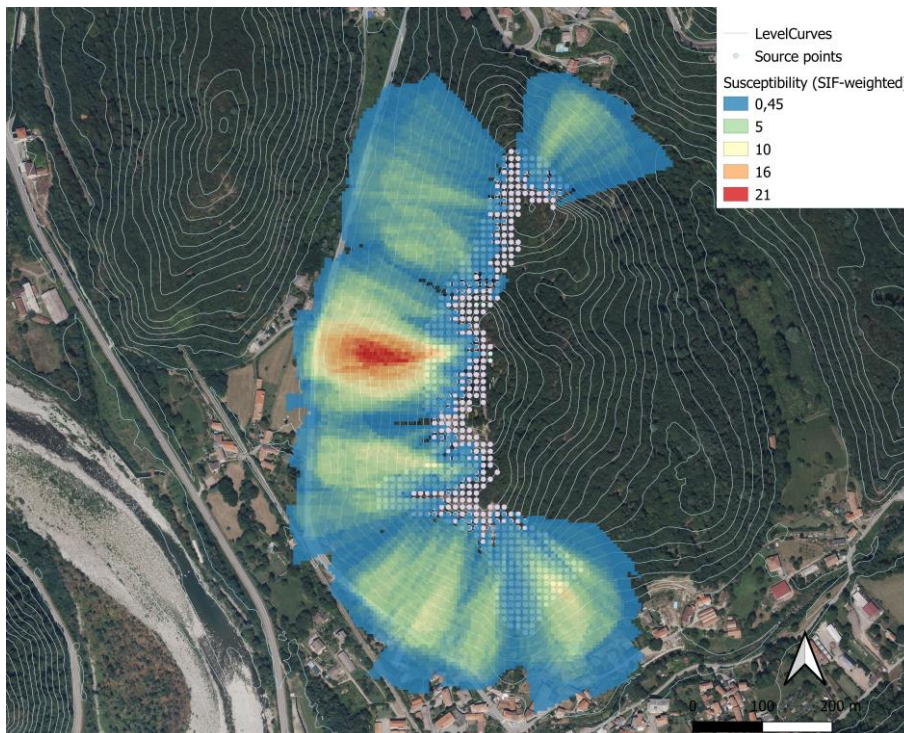 LevelCurves
Source points
Susceptibility (SIF-weighted)
0,45
5
10
16
21
0 100 200 m